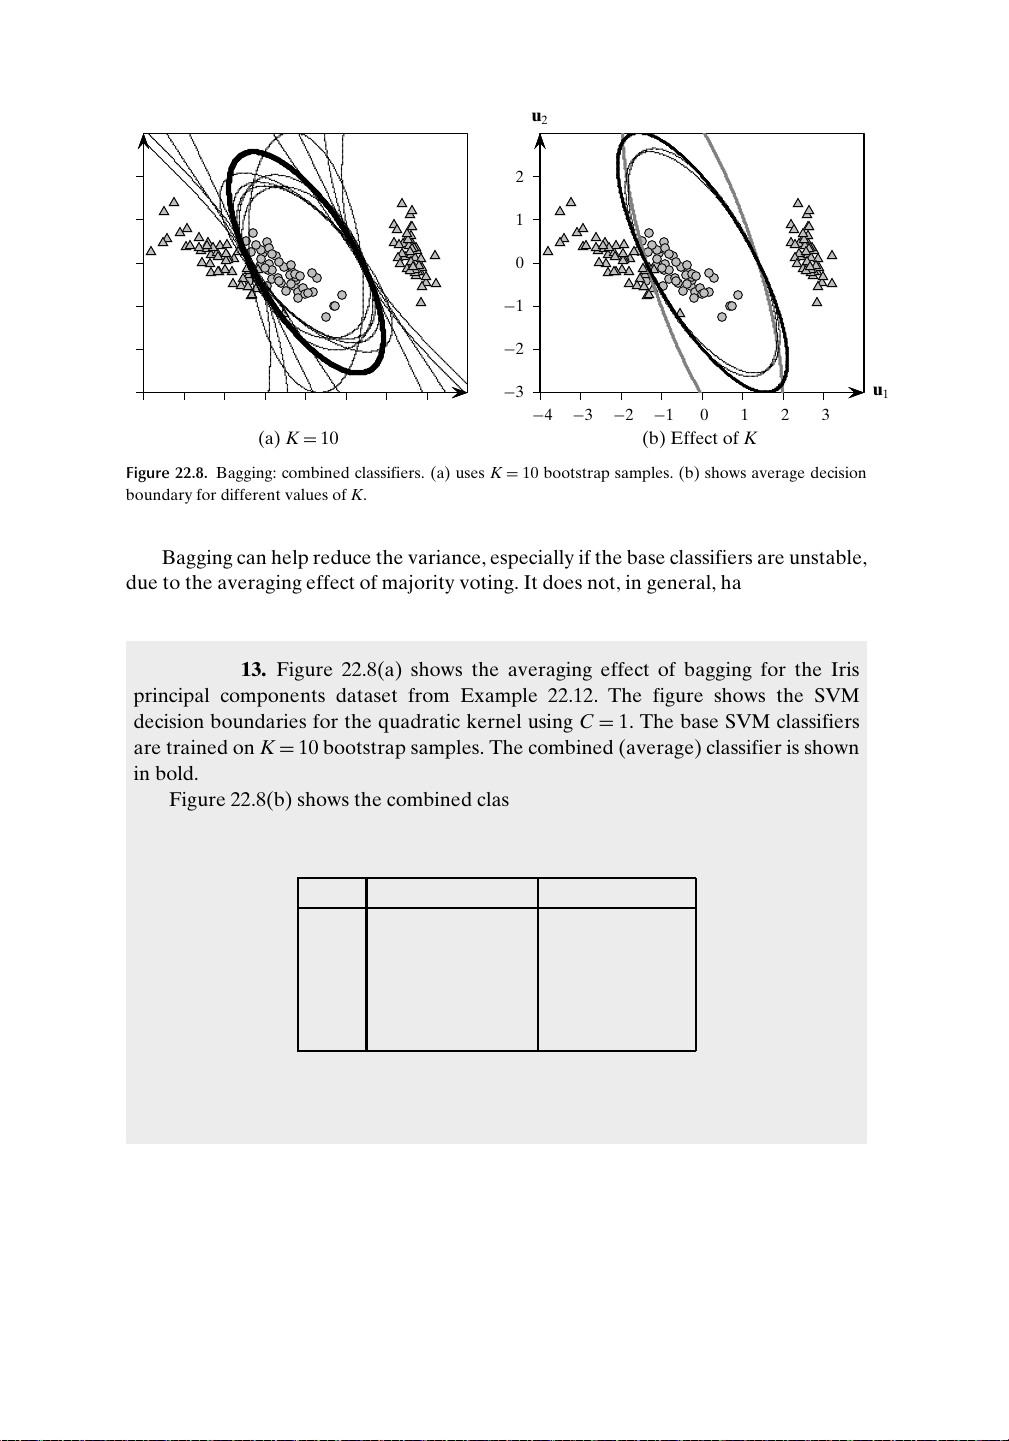 u2
2
1
0
−1
−2
−3
−4 −3 −2 −1 0 1 2 3
u1
(a) K = 10
(b) Effect of K
Figure 22.8. Bagging: combined classifiers. (a) uses K = 10 bootstrap samples. (b) shows average decision
boundary for different values of K.
Bagging can help reduce the variance, especially if the base classifiers are unstable,
due to the averaging effect of majority voting. It does not, in general, ha
13. Figure 22.8(a) shows the averaging effect of bagging for the Iris
principal components dataset from Example 22.12. The figure shows the SVM
decision boundaries for the quadratic kernel using C = 1. The base SVM classifiers
are trained on K = 10 bootstrap samples. The combined (average) classifier is shown
in bold.
Figure 22.8(b) shows the combined clas